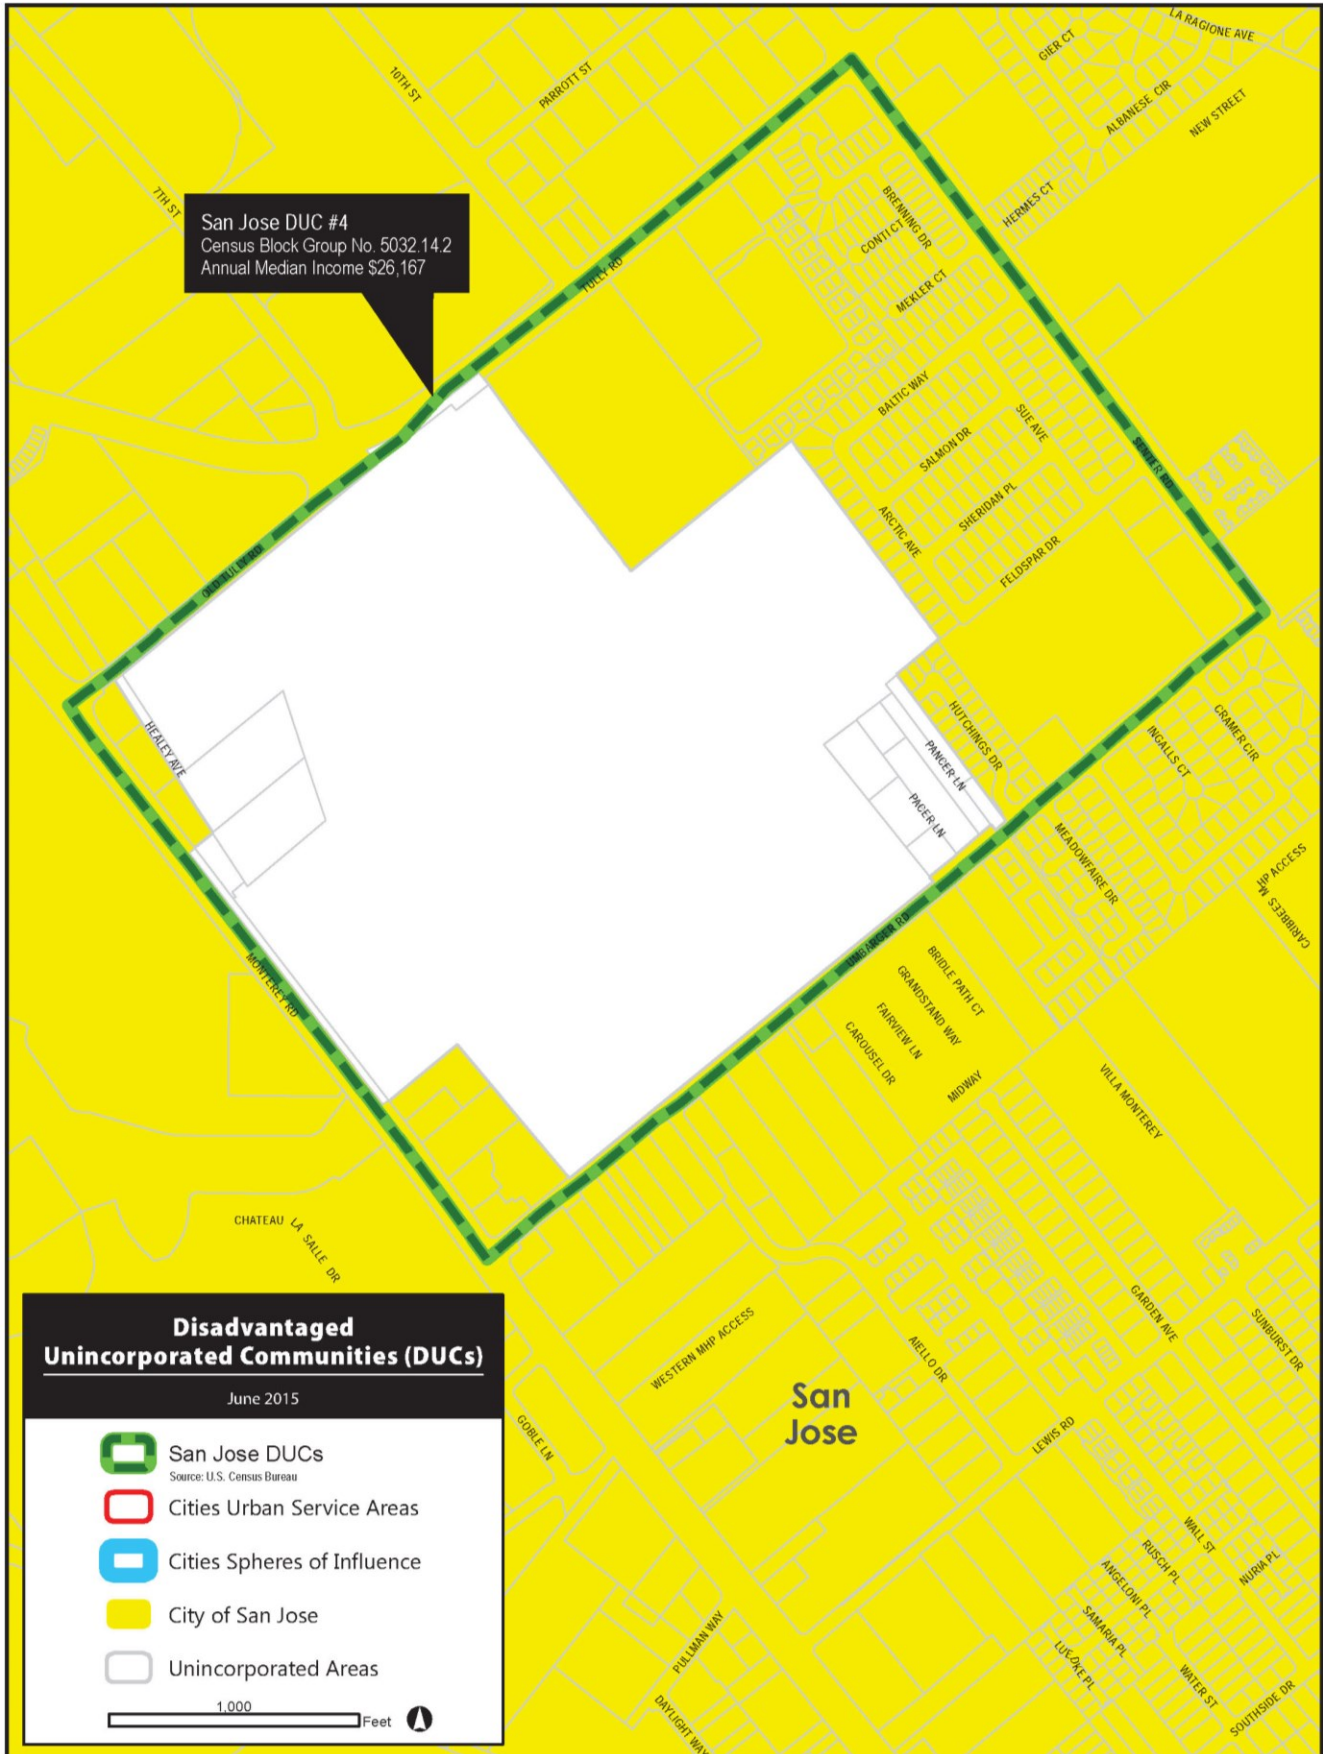 LA RAGIONE AVE
GIER CT
10TH ST
PARROTT ST
ALBANESE CIR
NEW STREET
7TH ST
HERMES CT
BRENNING DR
CONTI CT
San Jose DUC #4
Census Block Group No. 5032.14.2
Annual Median Income $26,167
TULLY RD
MEKLER CT
BALTIC WAY
SUE AVE
SALMON DR
SENTER RD
SHERIDAN PL
ARCTIC AVE
FELDSPAR DR
OLD TULLY RD
HEALEY AVE
HUTCHINGS DR
CRAMER CIR
INGALLS CT
PANCER LN
PACER LN
MEADOWFAIRE DR
HP ACCESS
CARIBBEES M
UMBARGER RD
MONTEREY RD
BRIDLE PATH CT
GRANDSTAND WAY
FAIRVIEW LN
CAROUSEL DR
MIDWAY
VILLA MONTEREY
CHATEAU LA SALLE DR
GARDEN AVE
SUNBURST DR
WESTERN MHP ACCESS
AIELLO DR
San
Jose
GOBLE LN
LEWIS RD
WALL ST
RUSCH PL
NURIA PL
ANGELONI PL
SAMARIA PL
PULLMAN WAY
WATER ST
SOUTHSIDE DR
DAYLIGHT WAY
Disadvantaged
Unincorporated Communities (DUCs)
June 2015
San Jose DUCs
Source: U.S. Census Bureau
Cities Urban Service Areas
Cities Spheres of Influence
City of San Jose
Unincorporated Areas
1,000
Feet